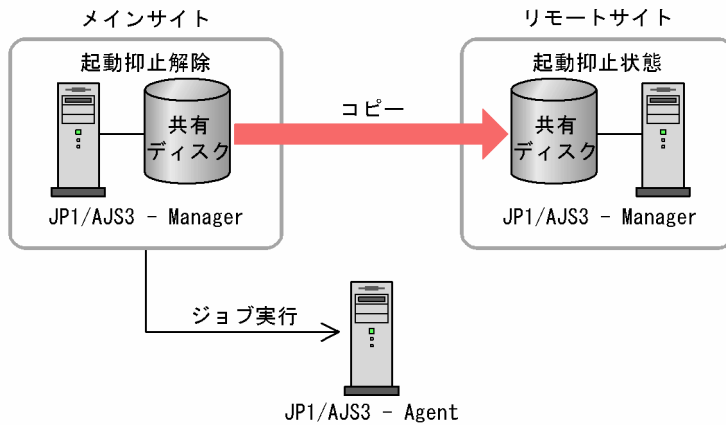 メインサイト
リモートサイト
起動抑止解除
起動抑止状態
コピー
共有
ディスク
共有
ディスク
JP1/AJS3 - Manager
JP1/AJS3 - Manager
ジョブ実行
JP1/AJS3 - Agent